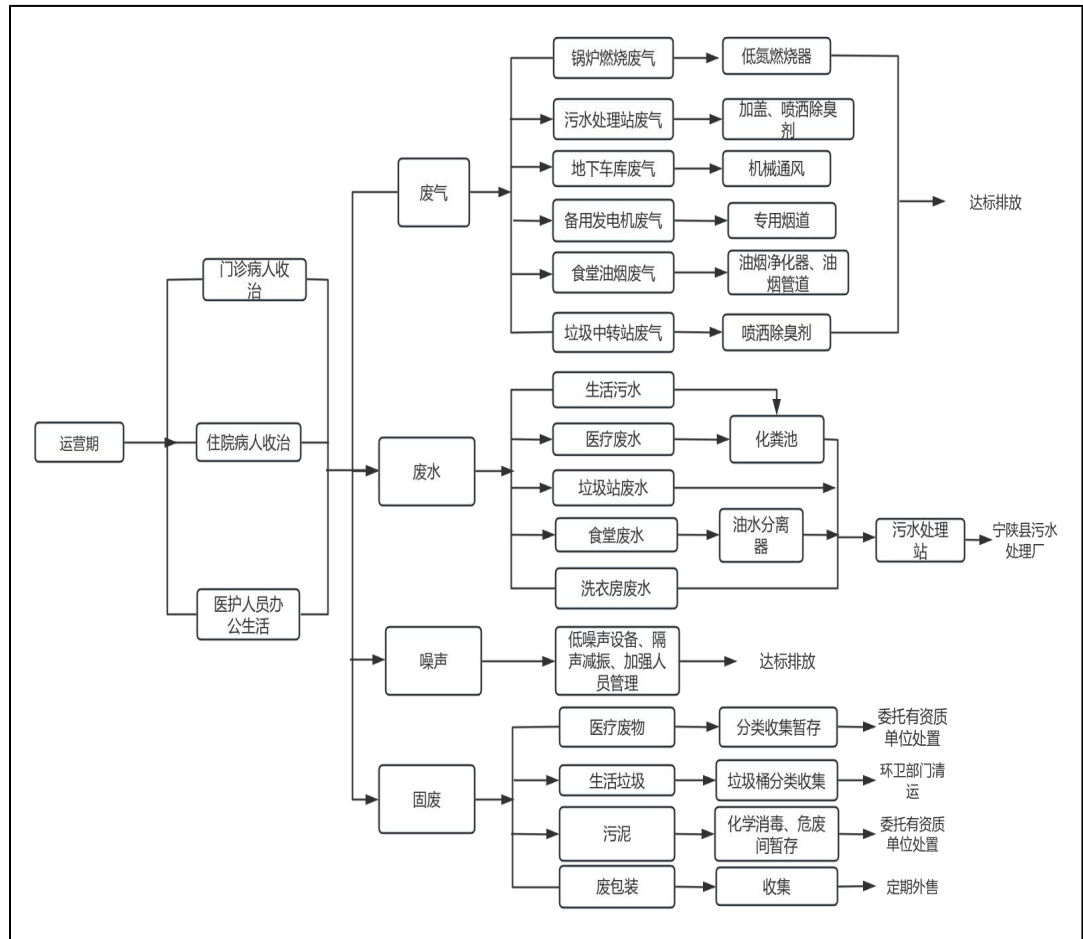 运营期
门诊病人收
治
住院病人收治
医护人员办
公生活
废气
锅炉燃烧废气
低氮燃烧器
污水处理站废气
加盖、喷洒除臭
剂
地下车库废气
机械通风
备用发电机废气
专用烟道
食堂油烟废气
油烟净化器、油
烟管道
垃圾中转站废气
喷洒除臭剂
达标排放
废水
生活污水
医疗废水
化粪池
垃圾站废水
食堂废水
油水分离
器
洗衣房废水
污水处理
站
宁陕县污水
处理厂
噪声
低噪声设备、隔
声减振、加强人
员管理
达标排放
固废
医疗废物
分类收集暂存
委托有资质
单位处置
生活垃圾
垃圾桶分类收集
环卫部门清
运
污泥
化学消毒、危废
间暂存
委托有资质
单位处置
废包装
收集
定期外售